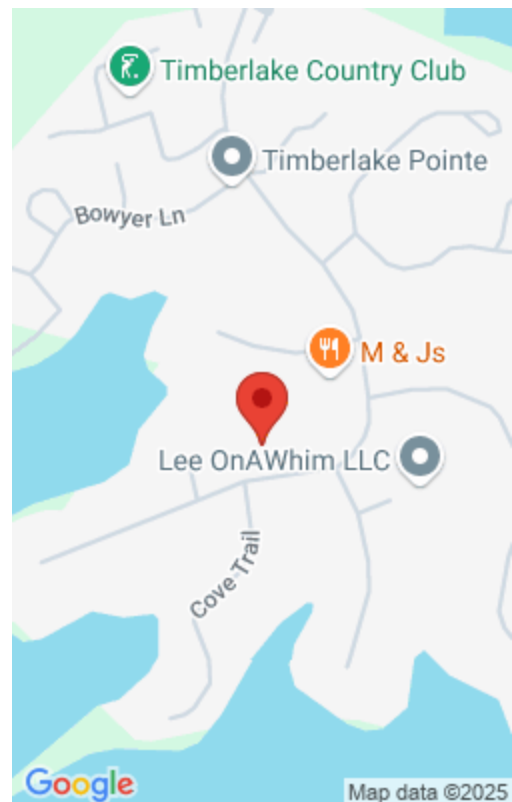 Timberlake Country Club
Timberlake Pointe
Bowyer Ln
M & Js
Lee OnAWhim LLC
Cove Trail
Google
Map data ©2025